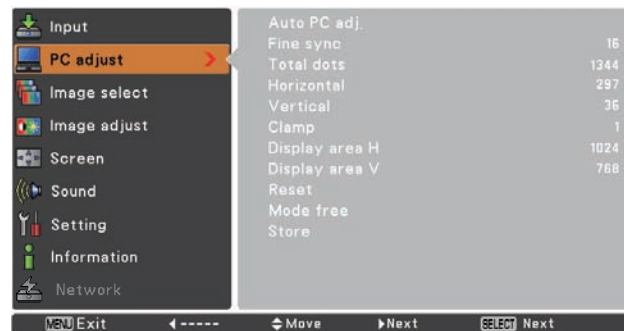 Input
PC adjust
Image select
Image adjust
Screen
Sound
Setting
Information
Network
Auto PC adj.
Fine sync 16
Total dots 1344
Horizontal 297
Vertical 36
Clamp 1
Display area H 1024
Display area V 768
Reset
Mode free
Store
MENU Exit ----- Move Next SELECT Next